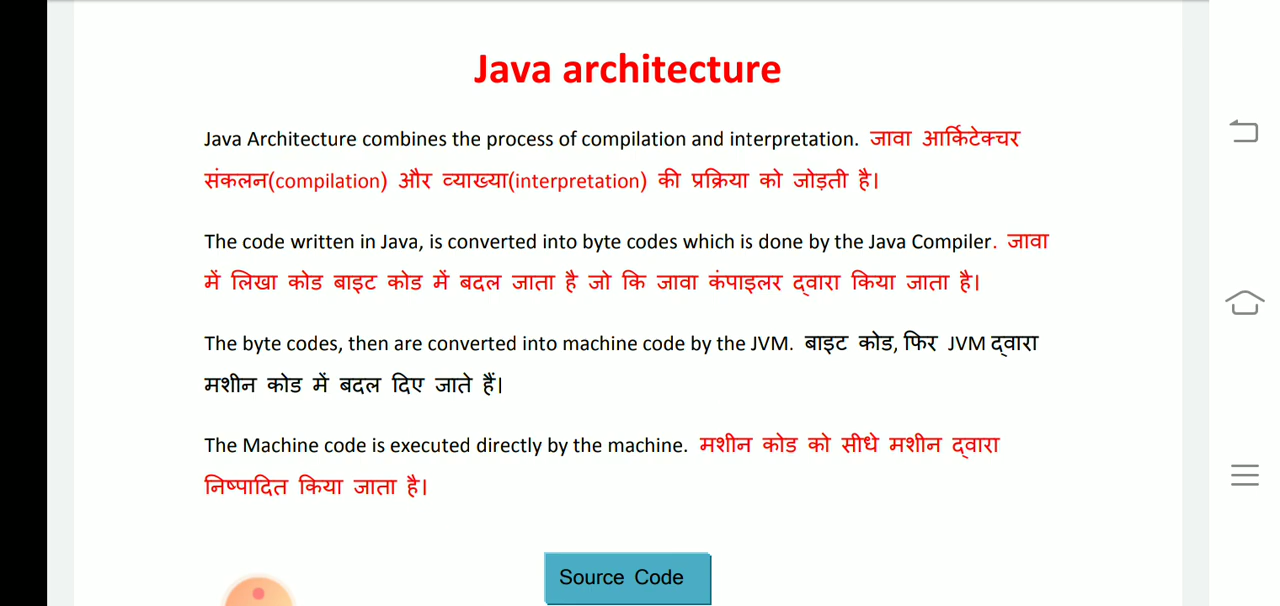 Java architecture
Java Architecture combines the process of compilation and interpretation. जावा आर्किटेक्चर
संकलन(compilation) और व्याख्या(interpretation) की प्रक्रिया को जोड़ती है।
The code written in Java, is converted into byte codes which is done by the Java Compiler. जावा
में लिखा कोड बाइट कोड में बदल जाता है जो कि जावा कंपाइलर द्वारा किया जाता है।
The byte codes, then are converted into machine code by the JVM. बाइट कोड, फिर JVM द्वारा
मशीन कोड में बदल दिए जाते हैं।
The Machine code is executed directly by the machine. मशीन कोड को सीधे मशीन द्वारा
निष्पादित किया जाता है।
Source Code